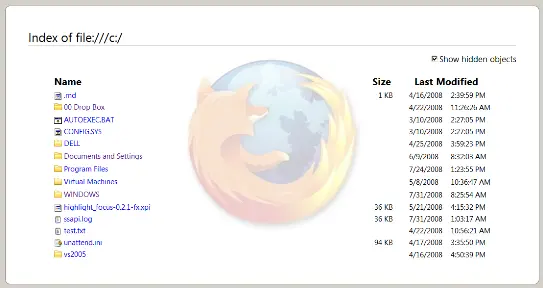 Index of file:///c:/
Show hidden objects
Name Size Last Modified
.rnd 1 KB 4/16/2008 2:39:59 PM
00 Drop Box 4/22/2008 11:26:26 AM
AUTOEXEC.BAT 3/10/2008 2:27:05 PM
CONFIG.SYS 3/10/2008 2:27:05 PM
DELL 4/25/2008 3:59:23 PM
Documents and Settings 6/9/2008 8:32:03 AM
Program Files 7/24/2008 1:23:55 PM
Virtual Machines 5/8/2008 10:36:47 AM
WINDOWS 7/31/2008 8:25:54 AM
highlight_focus-0.2.1-fx.xpi 36 KB 5/21/2008 4:15:32 PM
ssapi.log 36 KB 7/31/2008 1:03:17 AM
test.txt 4/22/2008 10:56:21 AM
unattend.ini 94 KB 4/17/2008 3:35:50 PM
vs2005 4/16/2008 4:50:39 PM